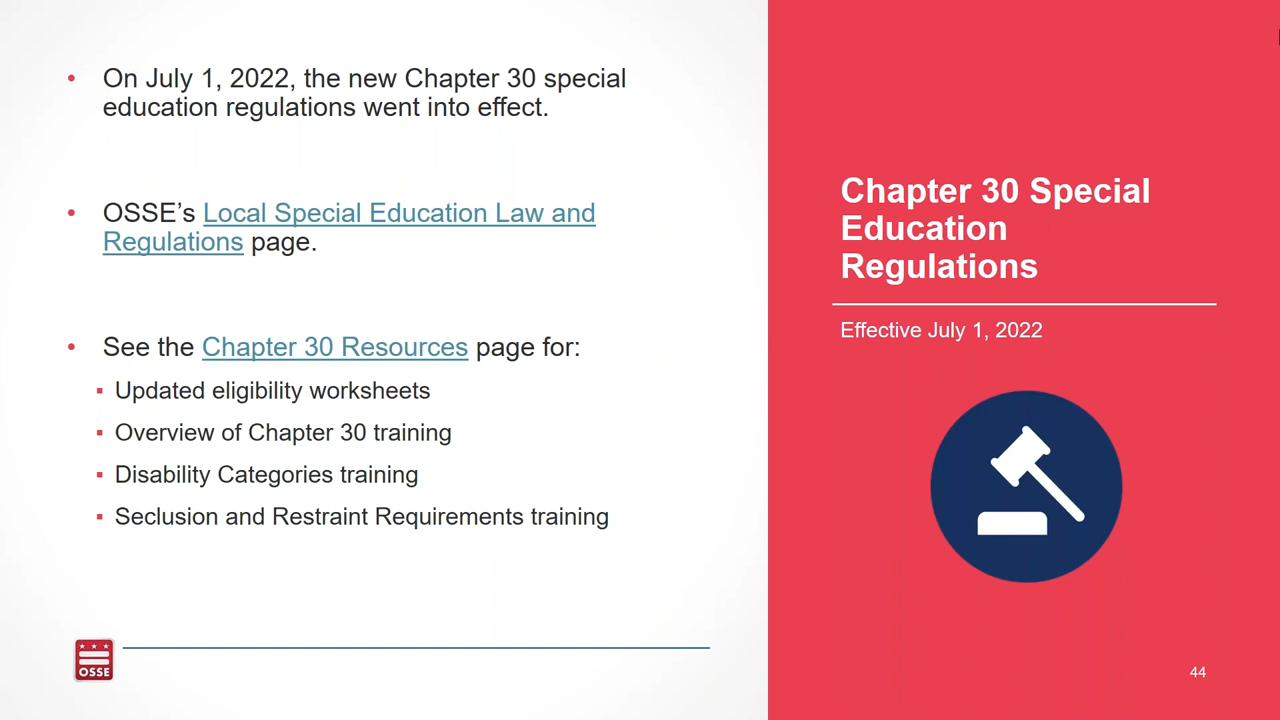 • On July 1, 2022, the new Chapter 30 special
education regulations went into effect.
• OSSE’s Local Special Education Law and
Regulations page.
• See the Chapter 30 Resources page for:
▪ Updated eligibility worksheets
▪ Overview of Chapter 30 training
▪ Disability Categories training
▪ Seclusion and Restraint Requirements training
OSSE
Chapter 30 Special
Education
Regulations
Effective July 1, 2022
44